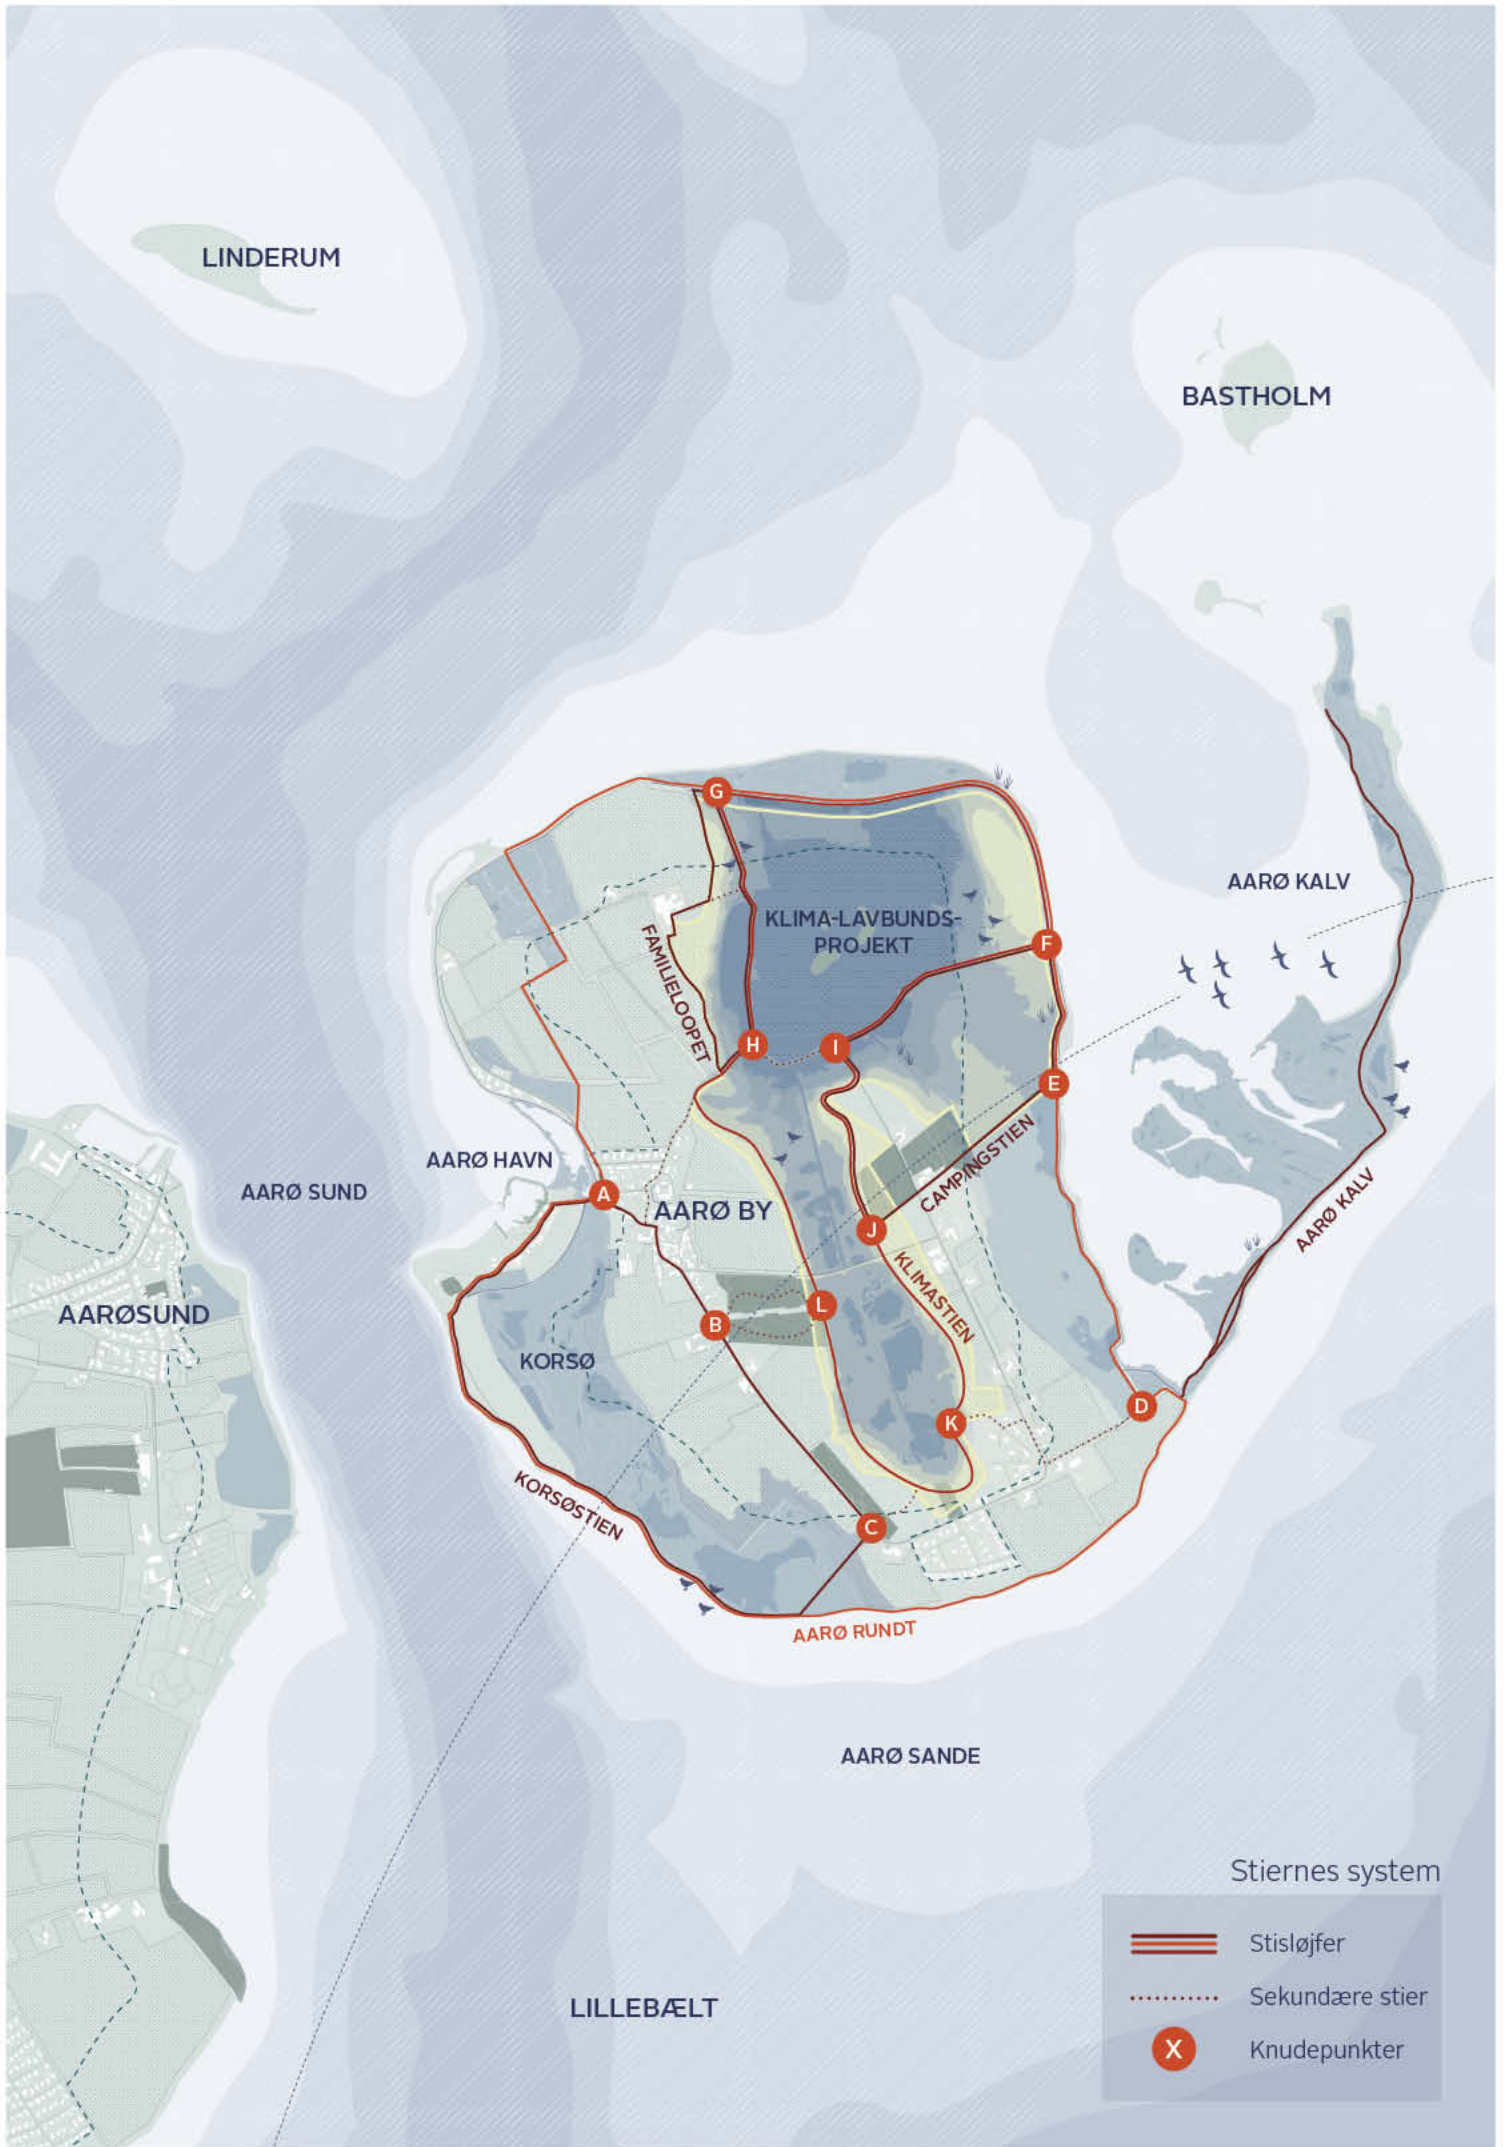 LINDERUM
BASTHOLM
G
AARØ KALV
KLIMA-LAVBUNDS-
PROJEKT
F
FAMILIELOOPET
H
I
E
CAMPINGSTIEN
AARØ HAVN
AARØ SUND
A
AARØ BY
J
AARØ KALV
KLIMASTIEN
L
B
AARØSUND
KORSØ
D
K
KORSØSTIEN
C
AARØ RUNDT
AARØ SANDE
LILLEBÆLT
Stiernes system
Stisløjfer
Sekundære stier
X
Knudepunkter